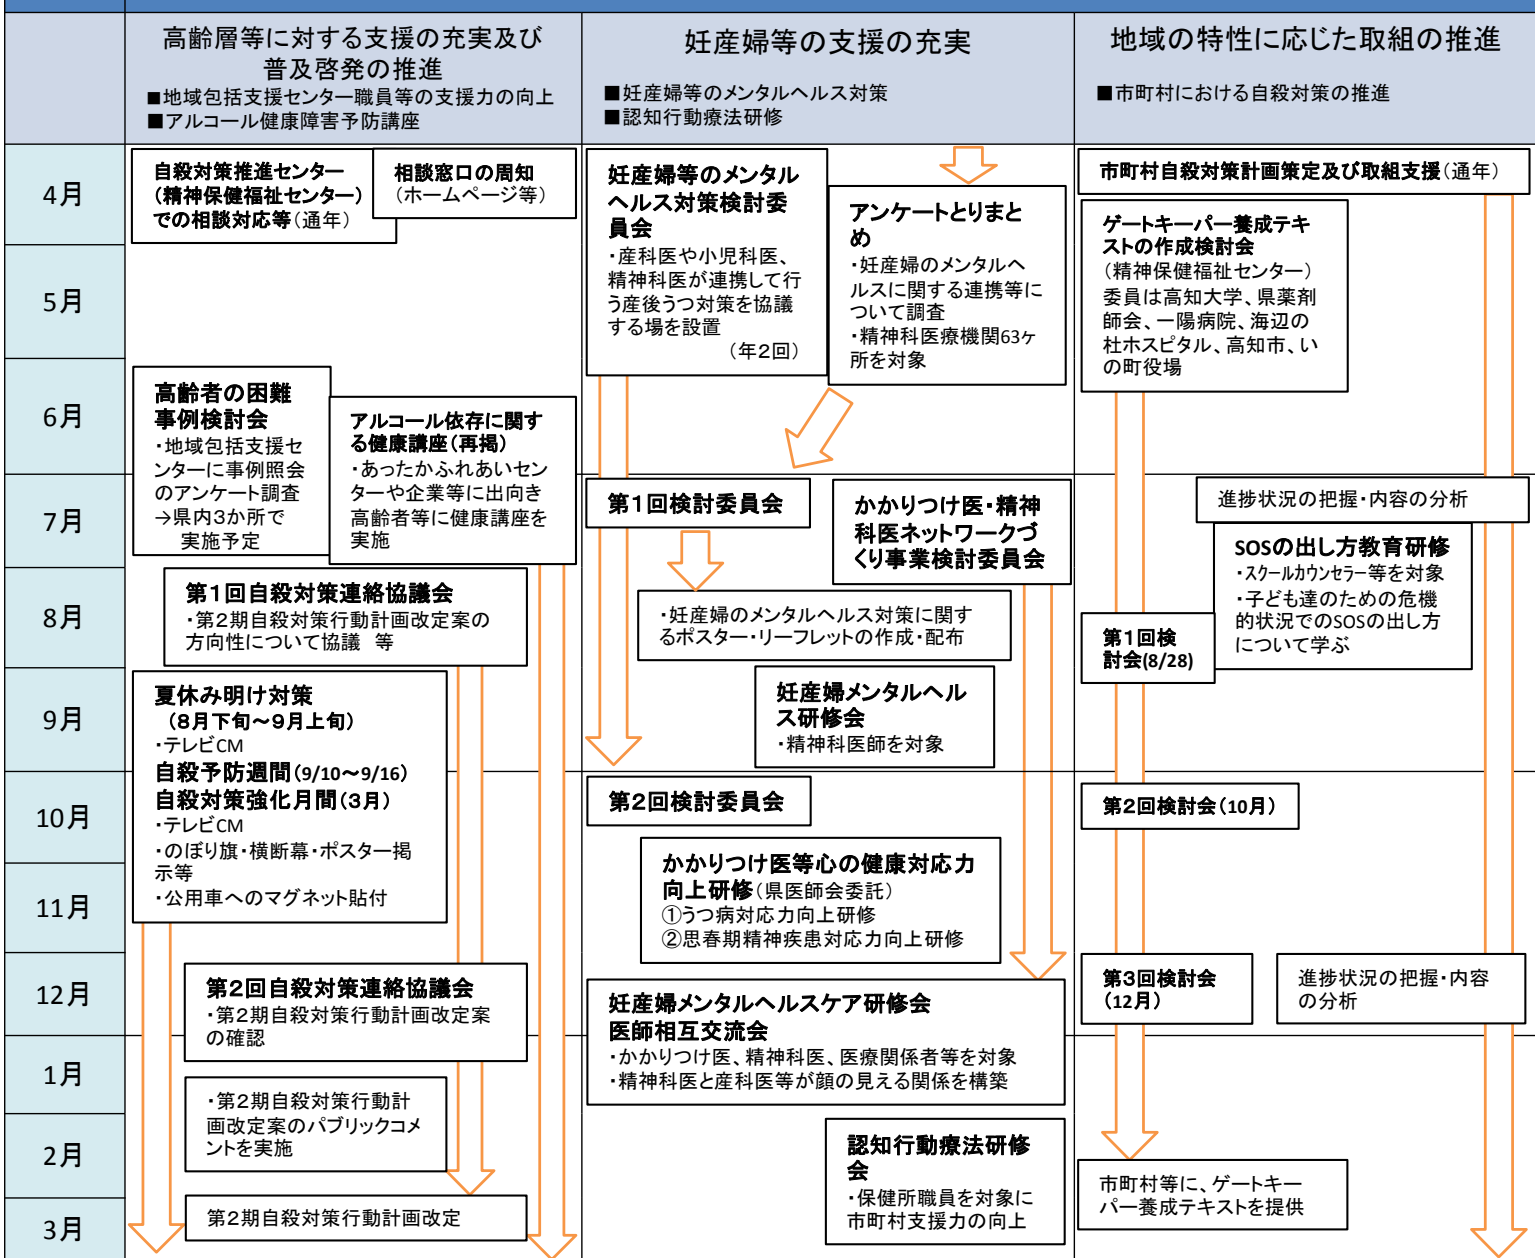 高齢層等に対する支援の充実及び
普及啓発の推進
■地域包括支援センター職員等の支援力の向上
■アルコール健康障害予防講座
妊産婦等の支援の充実
■妊産婦等のメンタルヘルス対策
■認知行動療法研修
地域の特性に応じた取組の推進
■市町村における自殺対策の推進
4月
5月
6月
7月
8月
9月
10月
11月
12月
1月
2月
3月
自殺対策推進センター
(精神保健福祉センター)
での相談対応等(通年)
相談窓口の周知
(ホームページ等)
高齢者の困難
事例検討会
・地域包括支援セ
ンターに事例照会
のアンケート調査
→県内3か所で
実施予定
アルコール依存に関す
る健康講座(再掲)
・あったかふれあいセン
ターや企業等に出向き
高齢者等に健康講座を
実施
第1回自殺対策連絡協議会
・第2期自殺対策行動計画改定案の
方向性について協議 等
夏休み明け対策
(8月下旬～9月上旬)
・テレビCM
自殺予防週間(9/10～9/16)
自殺対策強化月間(3月)
・テレビCM
・のぼり旗・横断幕・ポスター掲
示等
・公用車へのマグネット貼付
第2回自殺対策連絡協議会
・第2期自殺対策行動計画改定案
の確認
・第2期自殺対策行動計
画改定案のパブリックコメ
ントを実施
第2期自殺対策行動計画改定
妊産婦等のメンタル
ヘルス対策検討委
員会
・産科医や小児科医、
精神科医が連携して行
う産後うつ対策を協議
する場を設置
(年2回)
アンケートとりまと
め
・妊産婦のメンタルヘ
ルスに関する連携等に
ついて調査
・精神科医療機関63ヶ
所を対象
第1回検討委員会
かかりつけ医・精神
科医ネットワークづ
くり事業検討委員会
・妊産婦のメンタルヘルス対策に関す
るポスター・リーフレットの作成・配布
妊産婦メンタルヘル
ス研修会
・精神科医師を対象
第2回検討委員会
かかりつけ医等心の健康対応力
向上研修(県医師会委託)
①うつ病対応力向上研修
②思春期精神疾患対応力向上研修
妊産婦メンタルヘルスケア研修会
医師相互交流会
・かかりつけ医、精神科医、医療関係者等を対象
・精神科医と産科医等が顔の見える関係を構築
認知行動療法研修
会
・保健所職員を対象に
市町村支援力の向上
市町村自殺対策計画策定及び取組支援(通年)
ゲートキーパー養成テキ
ストの作成検討会
(精神保健福祉センター)
委員は高知大学、県薬剤
師会、一陽病院、海辺の
杜ホスピタル、高知市、い
の町役場
進捗状況の把握・内容の分析
SOSの出し方教育研修
・スクールカウンセラー等を対象
・子ども達のための危機
的状況でのSOSの出し方
について学ぶ
第1回検
討会(8/28)
第2回検討会(10月)
第3回検討会
(12月)
進捗状況の把握・内容
の分析
市町村等に、ゲートキー
パー養成テキストを提供